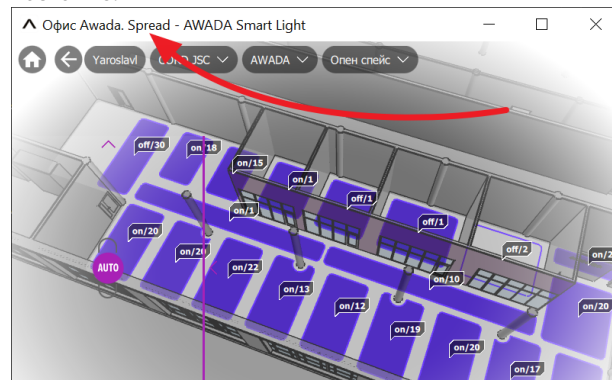 Офис Awada. Spread - AWADA Smart Light
Yaroslavl
JSC
AWADA
Опен спейс
off/30
on/18
on/15
on/1
off/1
on/1
off/1
on/20
off/2
on/22
on/10
on/20
on/13
on/12
AUTO
on/19
on/20
on/17